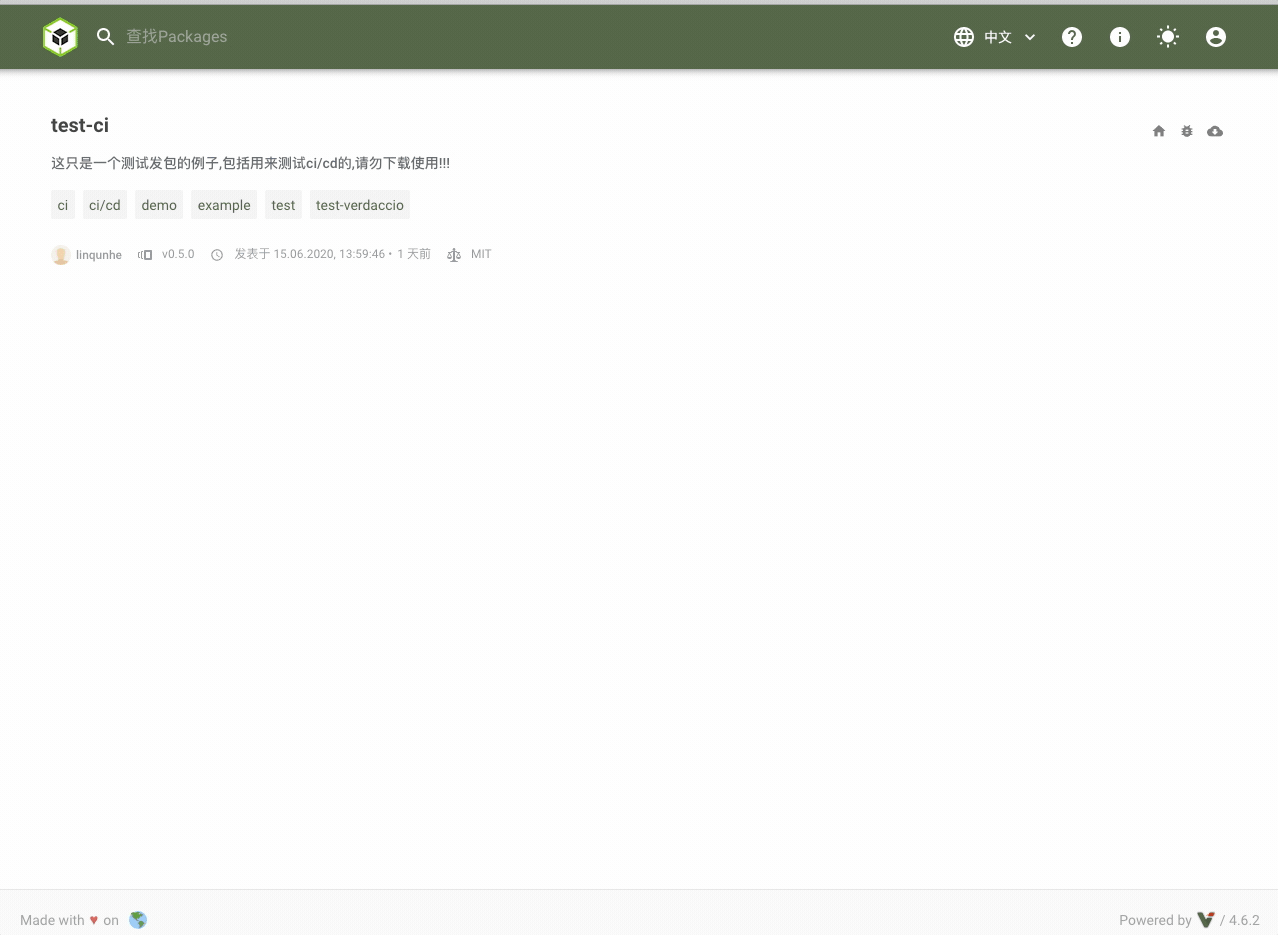 查找Packages
中文
test-ci
这只是一个测试发包的例子,包括用来测试ci/cd的,请勿下载使用!!!
ci ci/cd demo example test test-verdaccio
linqunhe v0.5.0 发表于 15.06.2020, 13:59:46 • 1 天前 MIT
Made with ♥ on
Powered by / 4.6.2